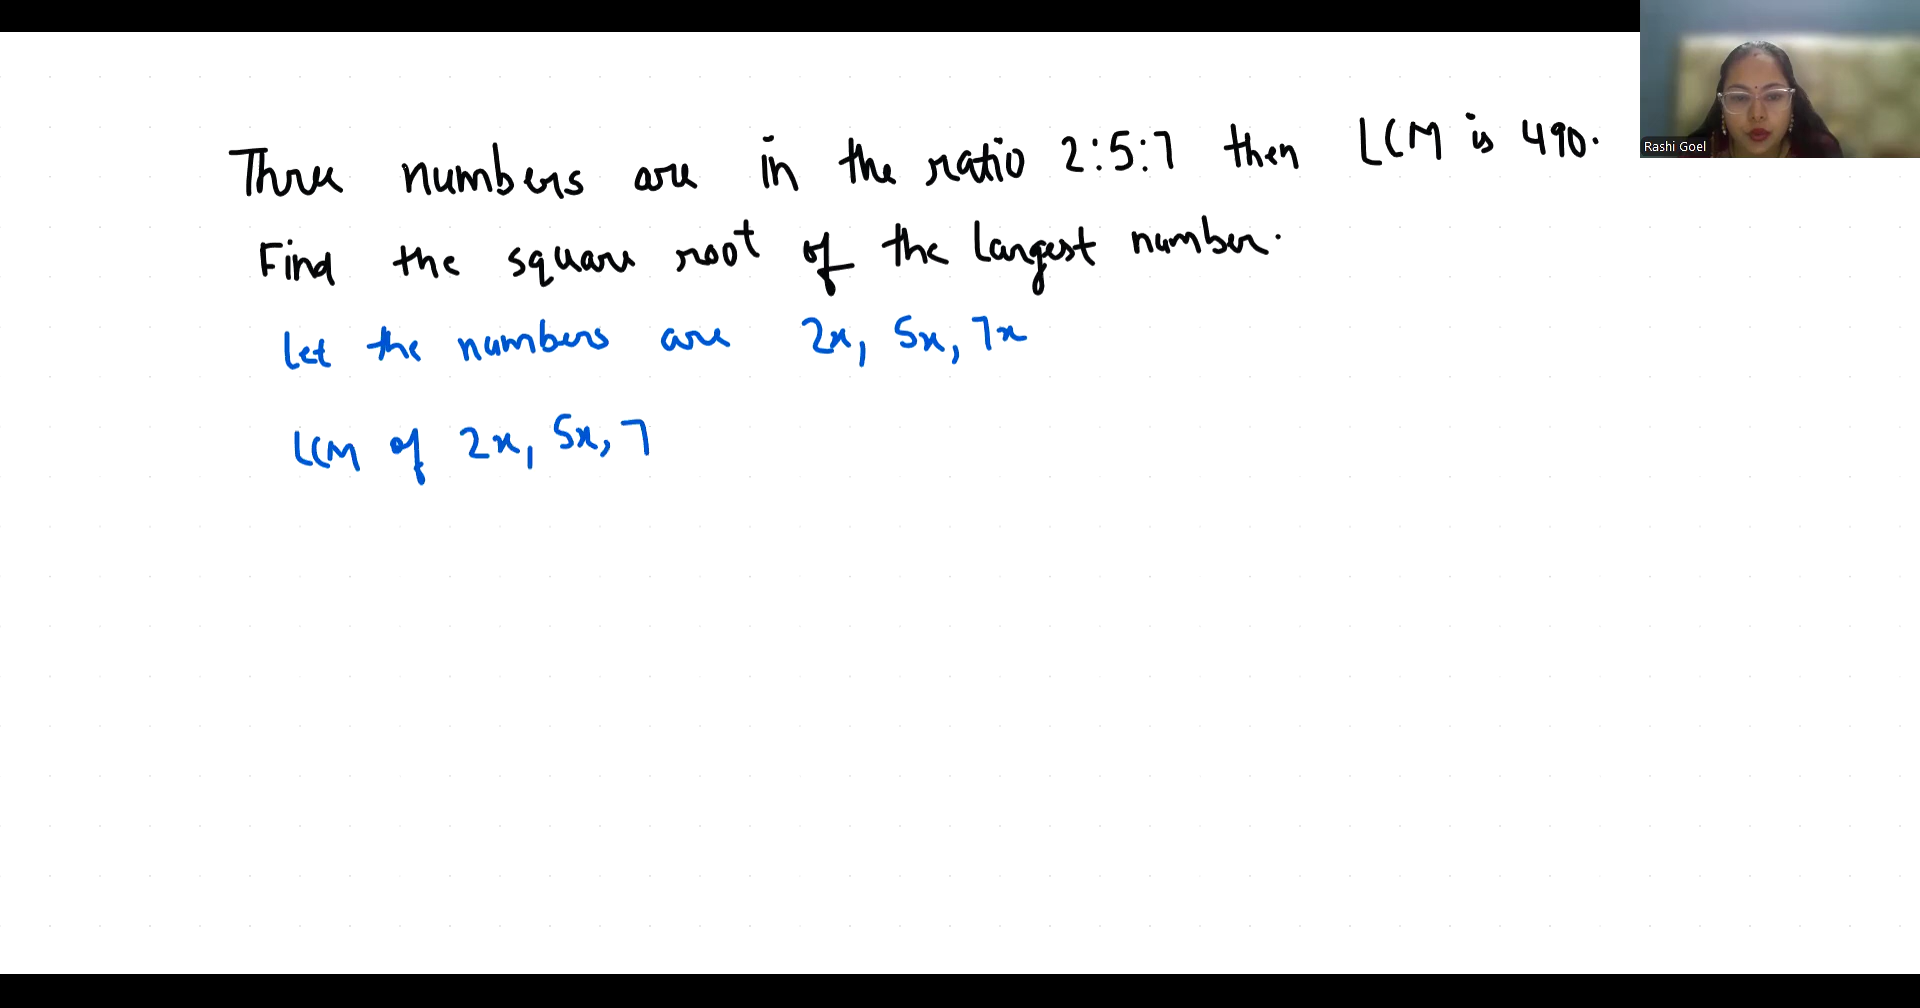 Three numbers are in the ratio 2:5:7 then LCM is 490.
Find the square root of the largest number.
Let the numbers are 2x, 5x, 7x
LCM of 2x, 5x, 7
Rashi Goel